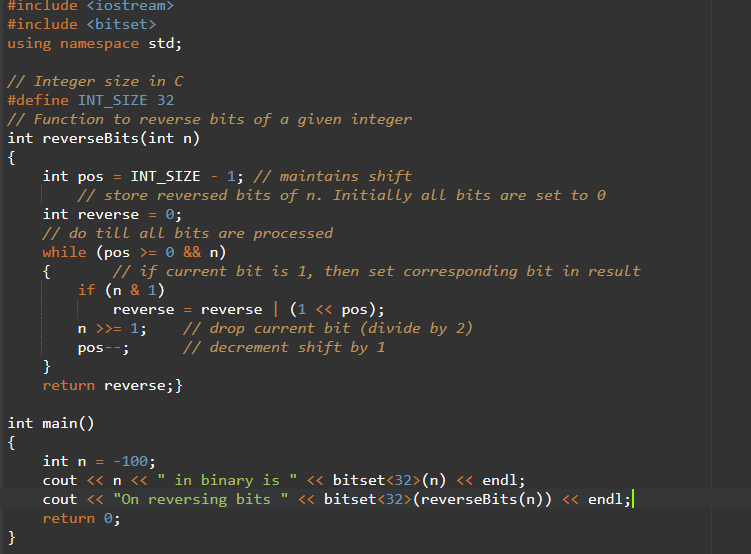 #include <iostream>
#include <bitset>
using namespace std;

// Integer size in C
#define INT_SIZE 32
// Function to reverse bits of a given integer
int reverseBits(int n)
{
    int pos = INT_SIZE - 1; // maintains shift
        // store reversed bits of n. Initially all bits are set to 0
    int reverse = 0;
    // do till all bits are processed
    while (pos >= 0 && n)
    {       // if current bit is 1, then set corresponding bit in result
        if (n & 1)
            reverse = reverse | (1 << pos);
        n >>= 1;    // drop current bit (divide by 2)
        pos--;      // decrement shift by 1
    }
    return reverse;}

int main()
{
    int n = -100;
    cout << n << " in binary is " << bitset<32>(n) << endl;
    cout << "On reversing bits " << bitset<32>(reverseBits(n)) << endl;
    return 0;
}